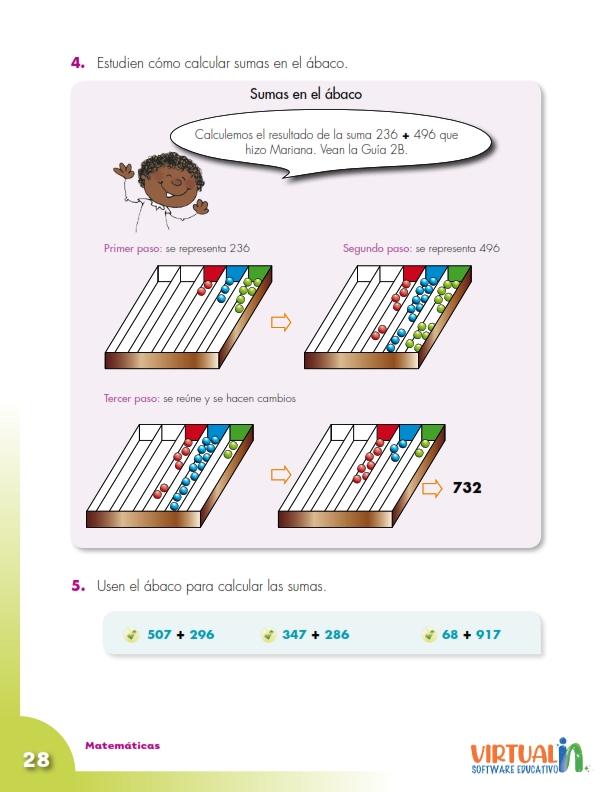 4. Estudien cómo calcular sumas en el ábaco.
Sumas en el ábaco
Calculemos el resultado de la suma 236 + 496 que
hizo Mariana. Vean la Guía 2B.
Primer paso: se representa 236
Segundo paso: se representa 496
Tercer paso: se reúne y se hacen cambios
732
5. Usen el ábaco para calcular las sumas.
507 + 296
347 + 286
68 + 917
Matemáticas
28
VIRTUAL in
SOFTWARE EDUCATIVO